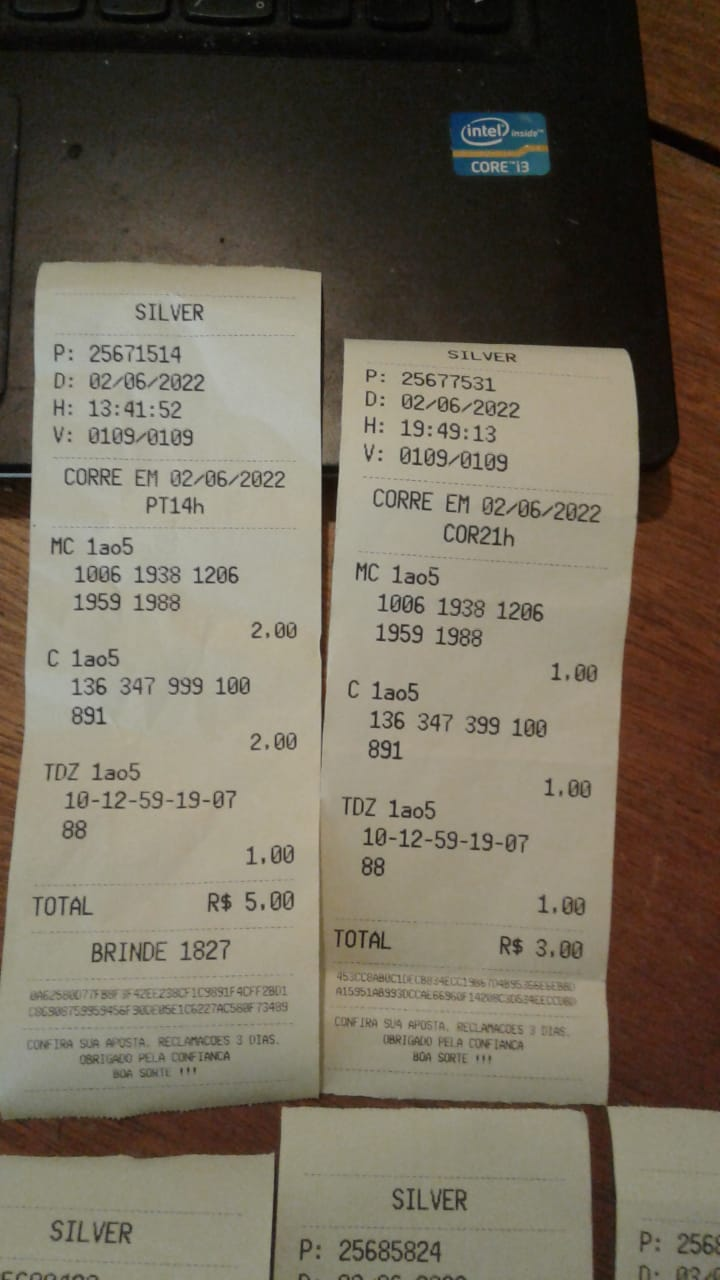 intel inside™
CORE™i3
SILVER
P: 25671514
D: 02/06/2022
H: 13:41:52
V: 0109/0109
CORRE EM 02/06/2022
PT14h
MC 1ao5
1006 1938 1206
1959 1988
2.00
C 1ao5
136 347 999 100
891
2.00
TDZ 1ao5
10-12-59-19-07
88
1.00
TOTAL R$ 5.00
BRINDE 1827
CONFIRA SUA APOSTA. RECLAMACOES 3 DIAS.
OBRIGADO PELA CONFIANCA
BOA SORTE !!!
SILVER
P: 25677531
D: 02/06/2022
H: 19:49:13
V: 0109/0109
CORRE EM 02/06/2022
COR21h
MC 1ao5
1006 1938 1206
1959 1988
1.00
C 1ao5
136 347 399 100
891
1.00
TDZ 1ao5
10-12-59-19-07
88
1.00
TOTAL R$ 3.00
CONFIRA SUA APOSTA. RECLAMACOES 3 DIAS.
OBRIGADO PELA CONFIANCA
BOA SORTE !!!
SILVER
SILVER
P: 25685824
P: 2568